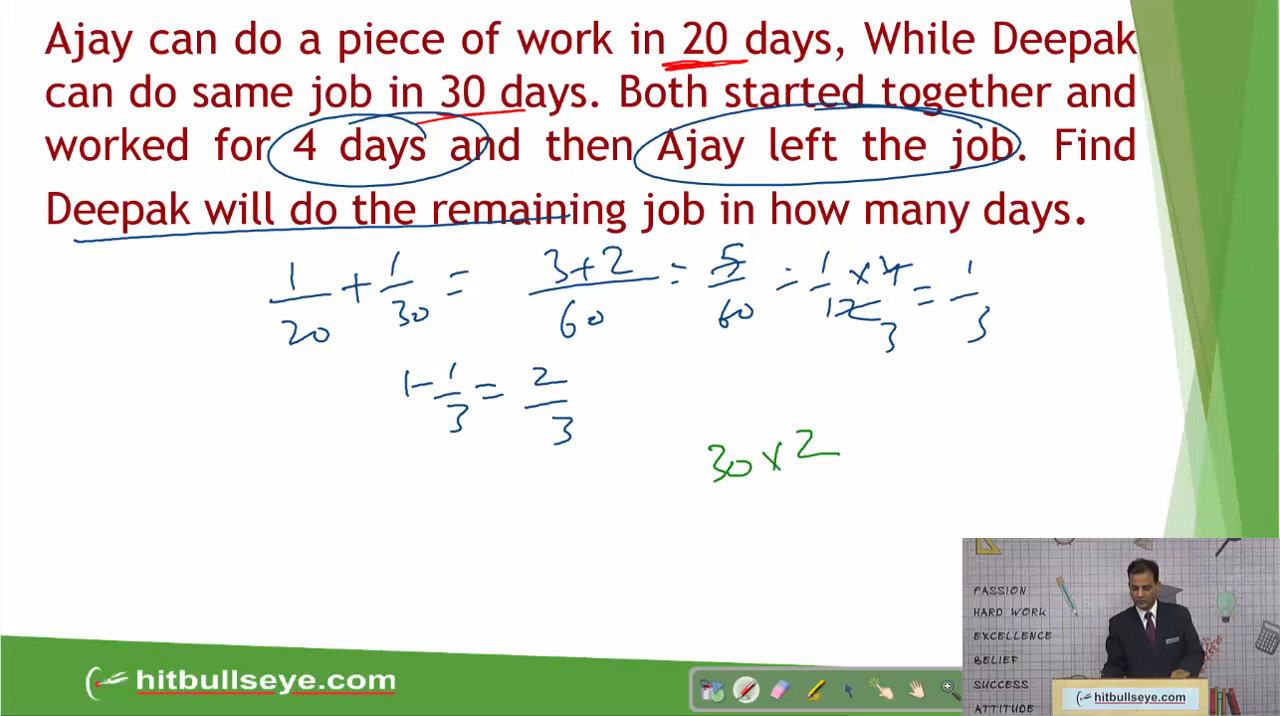 Ajay can do a piece of work in 20 days, While Deepak
can do same job in 30 days. Both started together and
worked for 4 days and then Ajay left the job. Find
Deepak will do the remaining job in how many days.
1/20 + 1/30 = 3+2/60 = 5/60 = 1/12 × 4 = 1/3
3
1 - 1/3 = 2/3
30 × 2
PASSION
HARD WORK
EXCELLENCE
BELIEF
SUCCESS
ATTITUDE
hitbullseye.com
hitbullseye.com